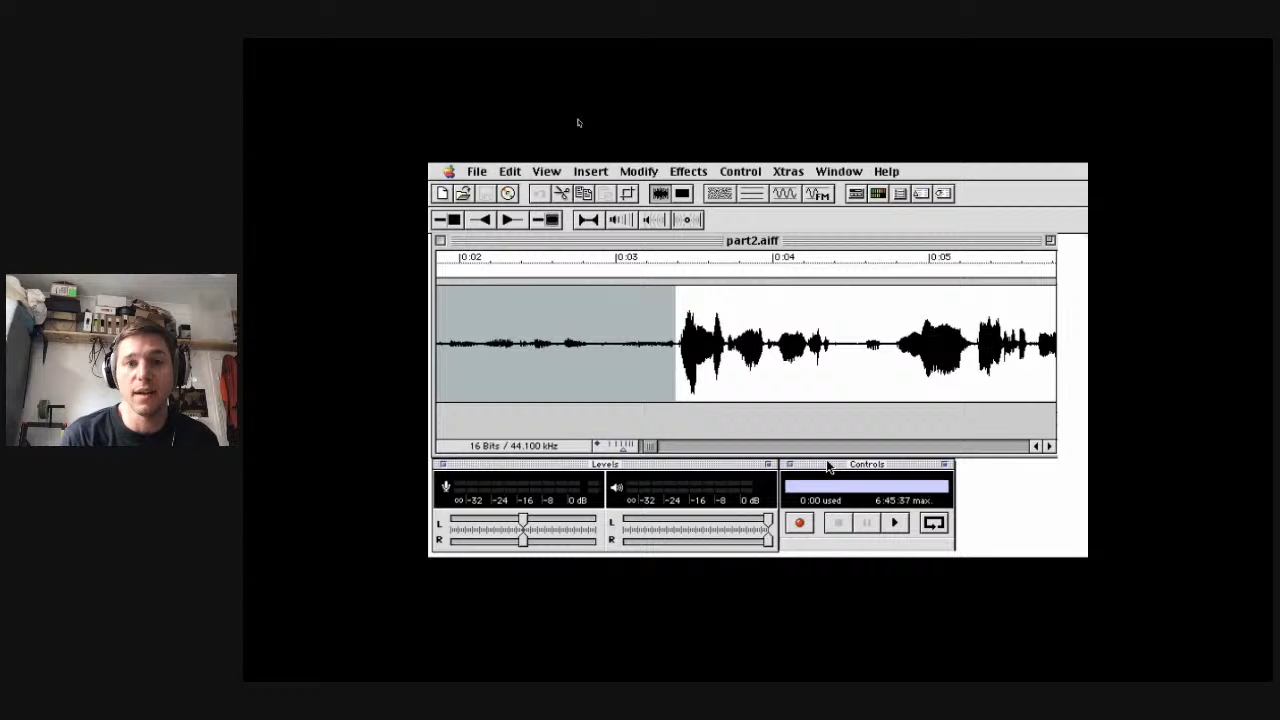 File Edit View Insert Modify Effects Control Xtras Window Help
FM
part2.aiff
0:02 0:03 0:04 0:05
16 Bits / 44.100 kHz
Levels
Controls
∞ -32 -24 -16 -8 0 dB
∞ -32 -24 -16 -8 0 dB
0:00 used 6:45:37 max.
L
R
L
R